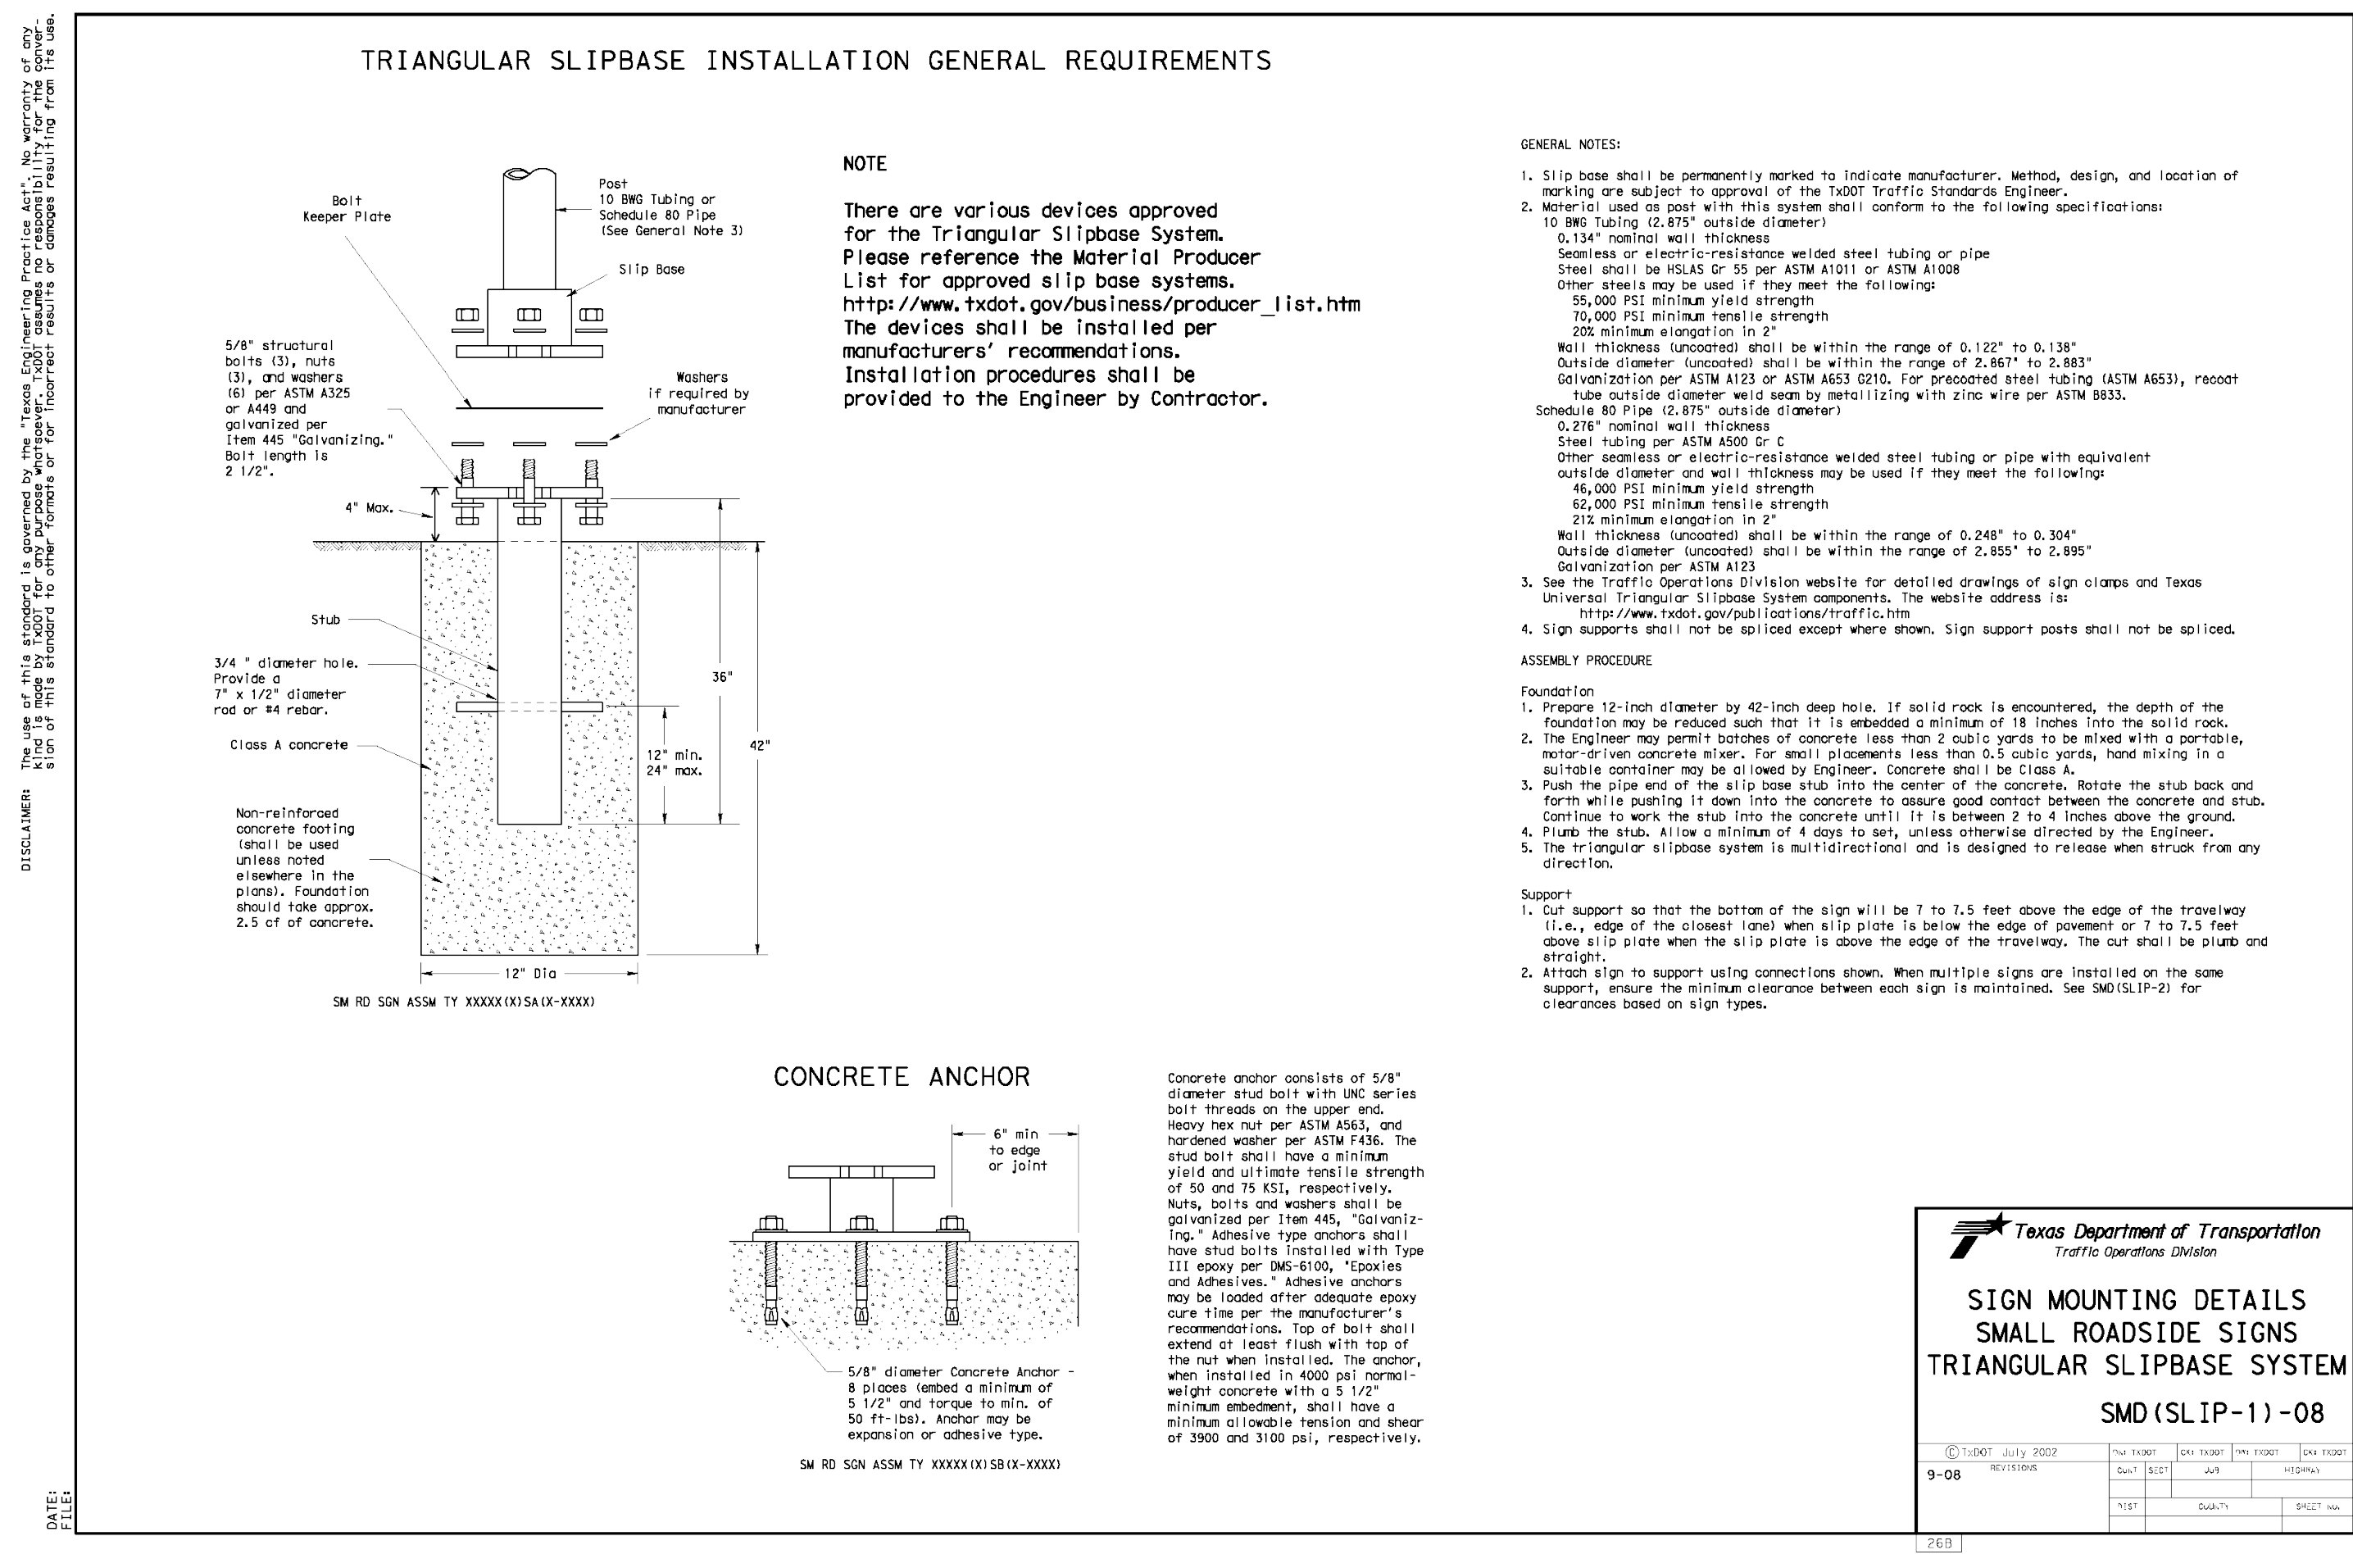 DISCLAIMER: The use of this standard is governed by the "Texas Engineering Practice Act". No warranty of any
kind is made by TxDOT for any purpose whatsoever. TxDOT assumes no responsibility for the conver-
sion of this standard to other formats or for incorrect results or damages resulting from its use.
DATE:
FILE:
TRIANGULAR SLIPBASE INSTALLATION GENERAL REQUIREMENTS
Bolt
Keeper Plate
Post
10 BWG Tubing or
Schedule 80 Pipe
(See General Note 3)
Slip Base
5/8" structural
bolts (3), nuts
(3), and washers
(6) per ASTM A325
or A449 and
galvanized per
Item 445 "Galvanizing."
Bolt length is
2 1/2".
Washers
if required by
manufacturer
4" Max.
Stub
3/4 " diameter hole.
Provide a
7" x 1/2" diameter
rod or #4 rebar.
36"
Class A concrete
12" min.
24" max.
42"
Non-reinforced
concrete footing
(shall be used
unless noted
elsewhere in the
plans). Foundation
should take approx.
2.5 cf of concrete.
12" Dia
SM RD SGN ASSM TY XXXXX(X)SA(X-XXXX)
NOTE
There are various devices approved
for the Triangular Slipbase System.
Please reference the Material Producer
List for approved slip base systems.
http://www.txdot.gov/business/producer_list.htm
The devices shall be installed per
manufacturers' recommendations.
Installation procedures shall be
provided to the Engineer by Contractor.
CONCRETE ANCHOR
6" min
to edge
or joint
5/8" diameter Concrete Anchor -
8 places (embed a minimum of
5 1/2" and torque to min. of
50 ft-lbs). Anchor may be
expansion or adhesive type.
SM RD SGN ASSM TY XXXXX(X)SB(X-XXXX)
Concrete anchor consists of 5/8"
diameter stud bolt with UNC series
bolt threads on the upper end.
Heavy hex nut per ASTM A563, and
hardened washer per ASTM F436. The
stud bolt shall have a minimum
yield and ultimate tensile strength
of 50 and 75 KSI, respectively.
Nuts, bolts and washers shall be
galvanized per Item 445, "Galvaniz-
ing." Adhesive type anchors shall
have stud bolts installed with Type
III epoxy per DMS-6100, "Epoxies
and Adhesives." Adhesive anchors
may be loaded after adequate epoxy
cure time per the manufacturer's
recommendations. Top of bolt shall
extend at least flush with top of
the nut when installed. The anchor,
when installed in 4000 psi normal-
weight concrete with a 5 1/2"
minimum embedment, shall have a
minimum allowable tension and shear
of 3900 and 3100 psi, respectively.
GENERAL NOTES:
1. Slip base shall be permanently marked to indicate manufacturer. Method, design, and location of
marking are subject to approval of the TxDOT Traffic Standards Engineer.
2. Material used as post with this system shall conform to the following specifications:
10 BWG Tubing (2.875" outside diameter)
0.134" nominal wall thickness
Seamless or electric-resistance welded steel tubing or pipe
Steel shall be HSLAS Gr 55 per ASTM A1011 or ASTM A1008
Other steels may be used if they meet the following:
55,000 PSI minimum yield strength
70,000 PSI minimum tensile strength
20% minimum elongation in 2"
Wall thickness (uncoated) shall be within the range of 0.122" to 0.138"
Outside diameter (uncoated) shall be within the range of 2.867" to 2.883"
Galvanization per ASTM A123 or ASTM A653 G210. For precoated steel tubing (ASTM A653), recoat
tube outside diameter weld seam by metallizing with zinc wire per ASTM B833.
Schedule 80 Pipe (2.875" outside diameter)
0.276" nominal wall thickness
Steel tubing per ASTM A500 Gr C
Other seamless or electric-resistance welded steel tubing or pipe with equivalent
outside diameter and wall thickness may be used if they meet the following:
46,000 PSI minimum yield strength
62,000 PSI minimum tensile strength
21% minimum elongation in 2"
Wall thickness (uncoated) shall be within the range of 0.248" to 0.304"
Outside diameter (uncoated) shall be within the range of 2.855" to 2.895"
Galvanization per ASTM A123
3. See the Traffic Operations Division website for detailed drawings of sign clamps and Texas
Universal Triangular Slipbase System components. The website address is:
http://www.txdot.gov/publications/traffic.htm
4. Sign supports shall not be spliced except where shown. Sign support posts shall not be spliced.
ASSEMBLY PROCEDURE
Foundation
1. Prepare 12-inch diameter by 42-inch deep hole. If solid rock is encountered, the depth of the
foundation may be reduced such that it is embedded a minimum of 18 inches into the solid rock.
2. The Engineer may permit batches of concrete less than 2 cubic yards to be mixed with a portable,
motor-driven concrete mixer. For small placements less than 0.5 cubic yards, hand mixing in a
suitable container may be allowed by Engineer. Concrete shall be Class A.
3. Push the pipe end of the slip base stub into the center of the concrete. Rotate the stub back and
forth while pushing it down into the concrete to assure good contact between the concrete and stub.
Continue to work the stub into the concrete until it is between 2 to 4 inches above the ground.
4. Plumb the stub. Allow a minimum of 4 days to set, unless otherwise directed by the Engineer.
5. The triangular slipbase system is multidirectional and is designed to release when struck from any
direction.
Support
1. Cut support so that the bottom of the sign will be 7 to 7.5 feet above the edge of the travelway
(i.e., edge of the closest lane) when slip plate is below the edge of pavement or 7 to 7.5 feet
above slip plate when the slip plate is above the edge of the travelway. The cut shall be plumb and
straight.
2. Attach sign to support using connections shown. When multiple signs are installed on the same
support, ensure the minimum clearance between each sign is maintained. See SMD(SLIP-2) for
clearances based on sign types.
Texas Department of Transportation
Traffic Operations Division
SIGN MOUNTING DETAILS
SMALL ROADSIDE SIGNS
TRIANGULAR SLIPBASE SYSTEM
SMD(SLIP-1)-08
© TxDOT July 2002
DN: TXDOT
CK: TXDOT
DW: TXDOT
CK: TXDOT
9-08
REVISIONS
CONT
SECT
JOB
HIGHWAY
DIST
COUNTY
SHEET NO.
26B